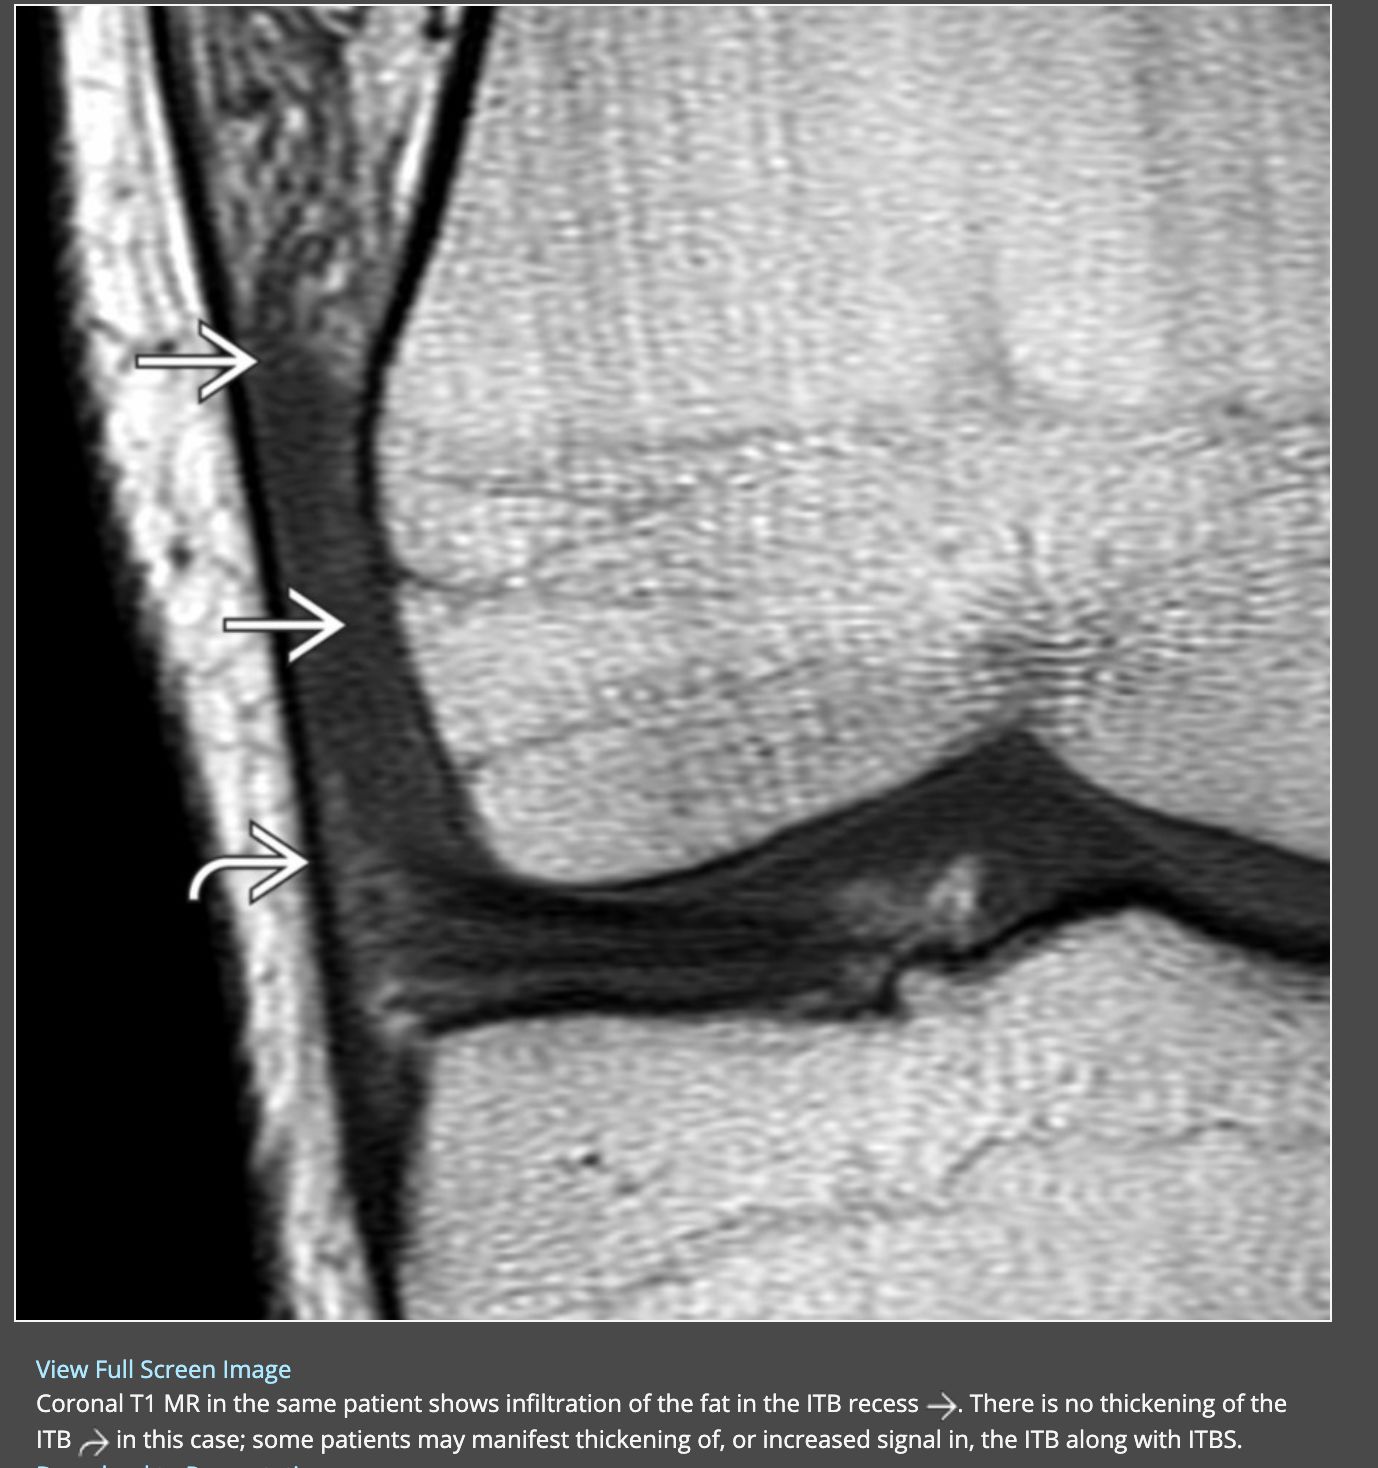 View Full Screen Image
Coronal T1 MR in the same patient shows infiltration of the fat in the ITB recess →. There is no thickening of the
ITB ↷ in this case; some patients may manifest thickening of, or increased signal in, the ITB along with ITBS.